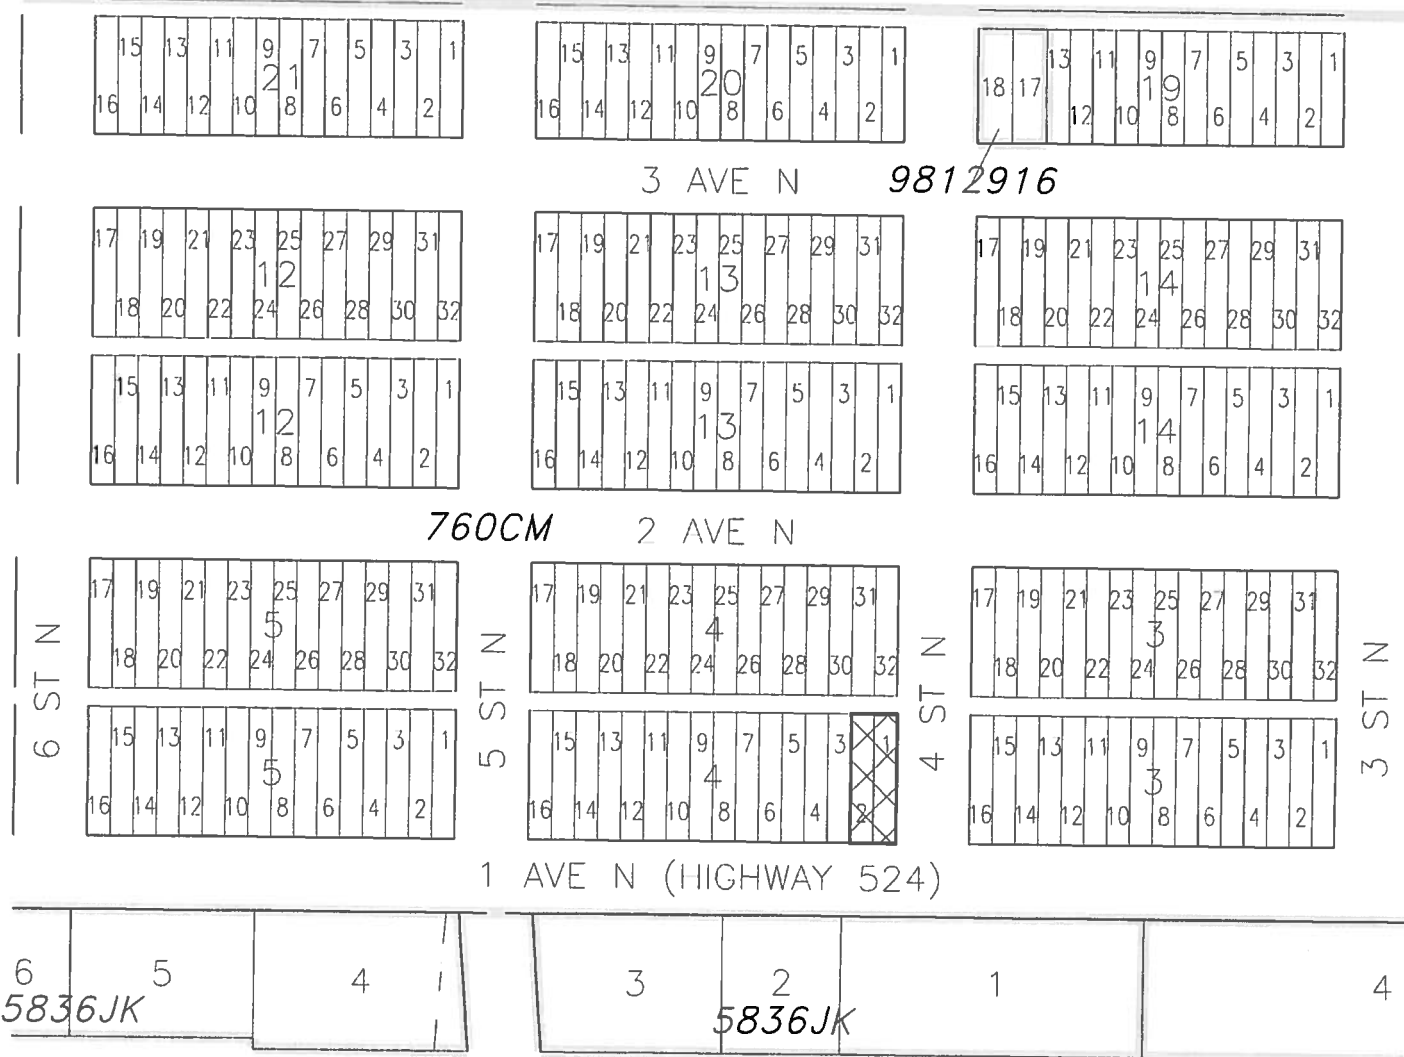 15 13 11 9 7 5 3 1 15 13 11 9 7 5 3 1 13 11 9 7 5 3 1
21 20 18 17 19
16 14 12 10 8 6 4 2 16 14 12 10 8 6 4 2 12 10 8 6 4 2
3 AVE N 9812916
17 19 21 23 25 27 29 31 17 19 21 23 25 27 29 31 17 19 21 23 25 27 29 31
12 13 14
18 20 22 24 26 28 30 32 18 20 22 24 26 28 30 32 18 20 22 24 26 28 30 32
15 13 11 9 7 5 3 1 15 13 11 9 7 5 3 1 15 13 11 9 7 5 3 1
12 13 14
16 14 12 10 8 6 4 2 16 14 12 10 8 6 4 2 16 14 12 10 8 6 4 2
760CM 2 AVE N
17 19 21 23 25 27 29 31 17 19 21 23 25 27 29 31 17 19 21 23 25 27 29 31
5 4 3
18 20 22 24 26 28 30 32 18 20 22 24 26 28 30 32 18 20 22 24 26 28 30 32
6 ST N 5 ST N 4 ST N 3 ST N
15 13 11 9 7 5 3 1 15 13 11 9 7 5 3 1 15 13 11 9 7 5 3 1
5 4 3
16 14 12 10 8 6 4 2 16 14 12 10 8 6 4 2 16 14 12 10 8 6 4 2
1 AVE N (HIGHWAY 524)
6 5 4 3 2 1 4
5836JK 5836JK